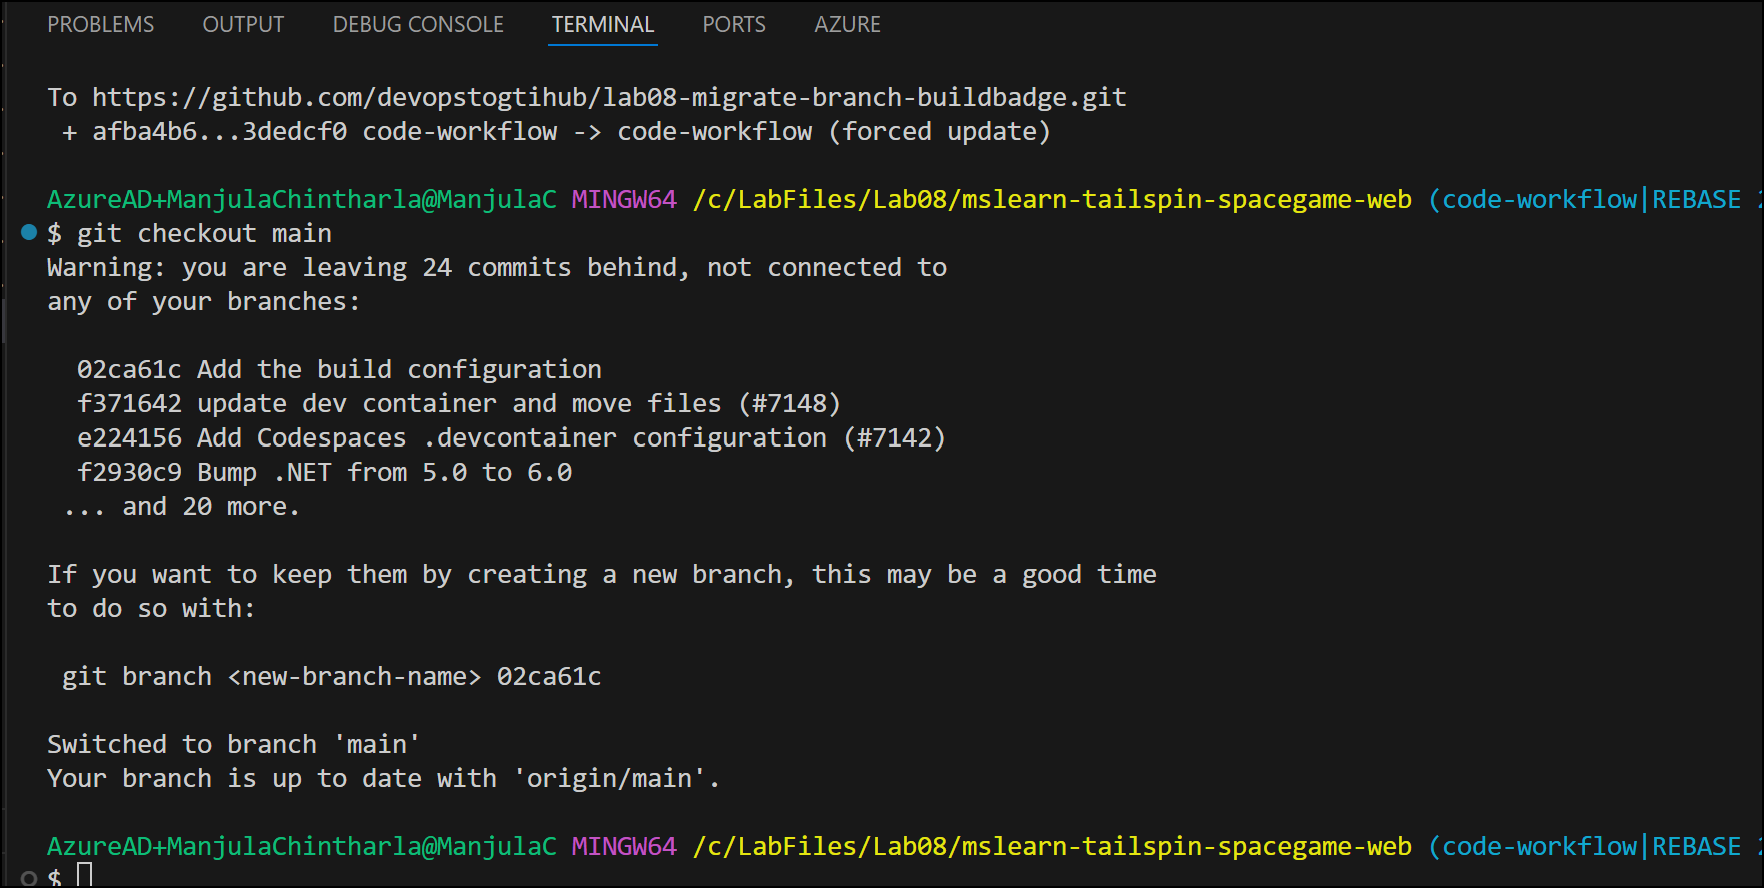 PROBLEMS OUTPUT DEBUG CONSOLE TERMINAL PORTS AZURE
To https://github.com/devopstogtihub/lab08-migrate-branch-buildbadge.git
+ afba4b6...3dedcf0 code-workflow -> code-workflow (forced update)
AzureAD+ManjulaChintharla@ManjulaC MINGW64 /c/LabFiles/Lab08/mslearn-tailspin-spacegame-web (code-workflow|REBASE
$ git checkout main
Warning: you are leaving 24 commits behind, not connected to
any of your branches:
02ca61c Add the build configuration
f371642 update dev container and move files (#7148)
e224156 Add Codespaces .devcontainer configuration (#7142)
f2930c9 Bump .NET from 5.0 to 6.0
... and 20 more.
If you want to keep them by creating a new branch, this may be a good time
to do so with:
git branch <new-branch-name> 02ca61c
Switched to branch 'main'
Your branch is up to date with 'origin/main'.
AzureAD+ManjulaChintharla@ManjulaC MINGW64 /c/LabFiles/Lab08/mslearn-tailspin-spacegame-web (code-workflow|REBASE
$